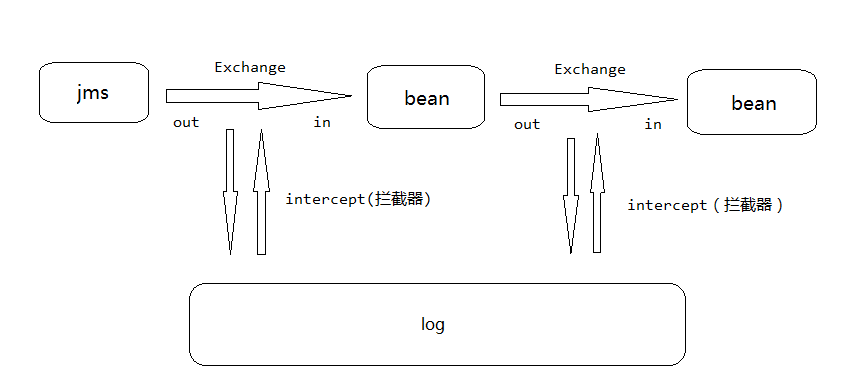 Exchange
Exchange
jms
bean
bean
out
in
out
in
intercept(拦截器)
intercept（拦截器）
log